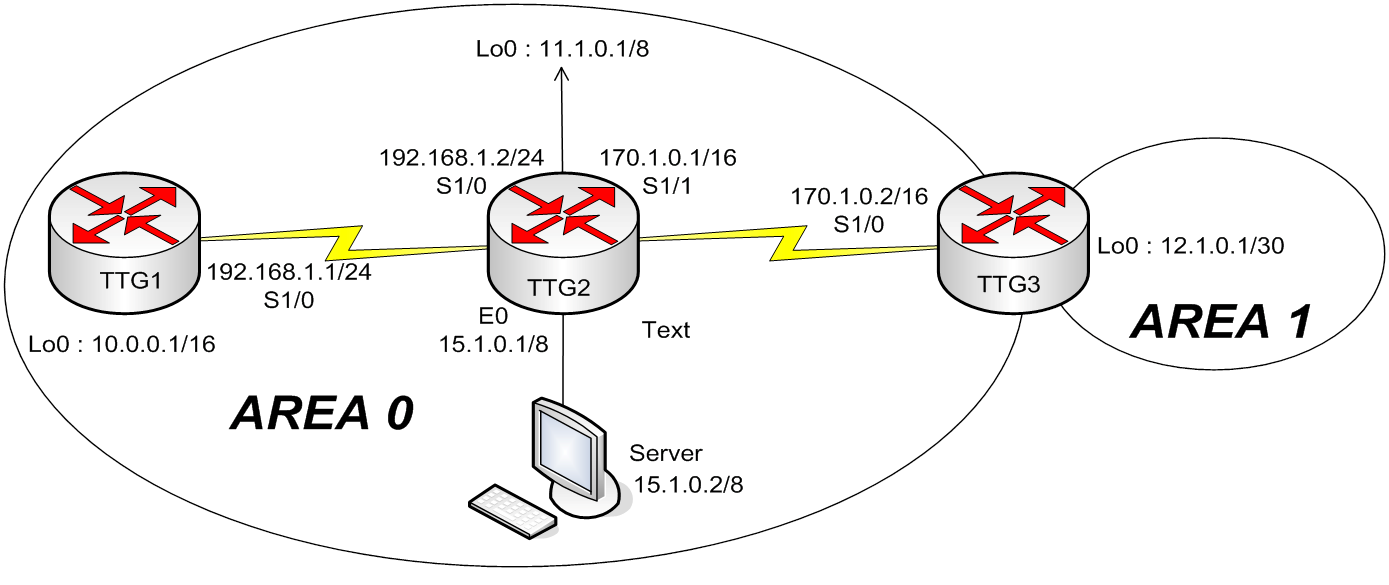 Lo0 : 11.1.0.1/8
192.168.1.2/24
S1/0
170.1.0.1/16
S1/1
170.1.0.2/16
S1/0
TTG1
192.168.1.1/24
S1/0
Lo0 : 10.0.0.1/16
TTG2
E0
15.1.0.1/8
Text
TTG3
Lo0 : 12.1.0.1/30
AREA 1
AREA 0
Server
15.1.0.2/8